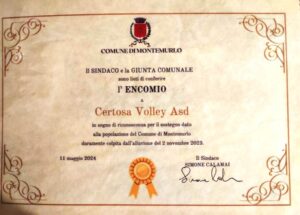 COMUNE DI MONTEMURLO
Il SINDACO e la GIUNTA COMUNALE
sono lieti di conferire
l'ENCOMIO
a
Certosa Volley Asd
in segno di riconoscenza per il sostegno dato
alla popolazione del Comune di Montemurlo
duramente colpita dall'alluvione del 2 novembre 2023.
11 maggio 2024
Il Sindaco
SIMONE CALAMAI